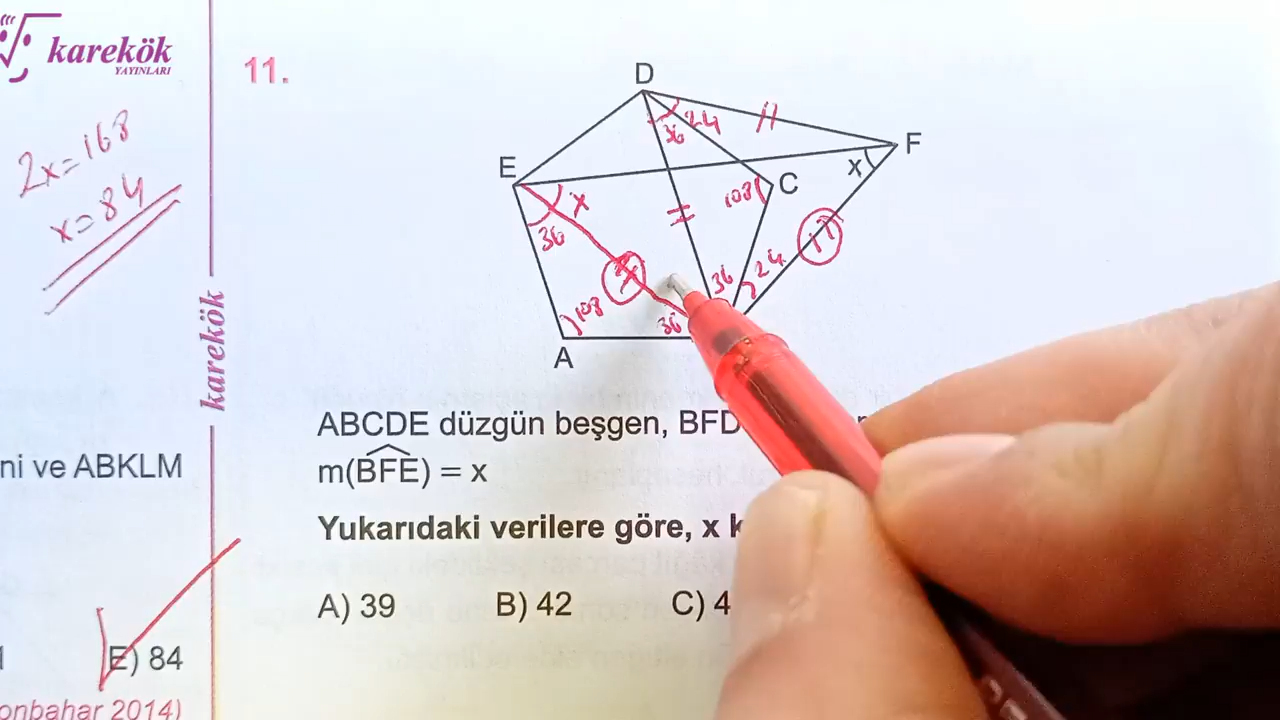 karekök
YAYINLARI
2x=168
x=84
karekök
ni ve ABKLM
E) 84
onbahar 2014)
11.
D
F
E
C
A
36
24
x
x
108
36
108
36
36
24
ABCDE düzgün beşgen, BFD
m(BFE) = x
Yukarıdaki verilere göre, x k
A) 39 B) 42 C) 4